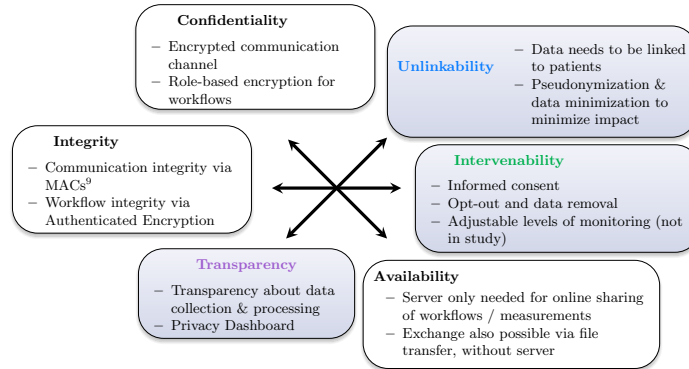 Confidentiality
– Encrypted communication
channel
– Role-based encryption for
workflows
Unlinkability
– Data needs to be linked
to patients
– Pseudonymization &
data minimization to
minimize impact
Integrity
– Communication integrity via
MACs⁹
– Workflow integrity via
Authenticated Encryption
Intervenability
– Informed consent
– Opt-out and data removal
– Adjustable levels of monitoring (not
in study)
Transparency
– Transparency about data
collection & processing
– Privacy Dashboard
Availability
– Server only needed for online sharing of
workflows / measurements
– Exchange also possible via file
transfer, without server